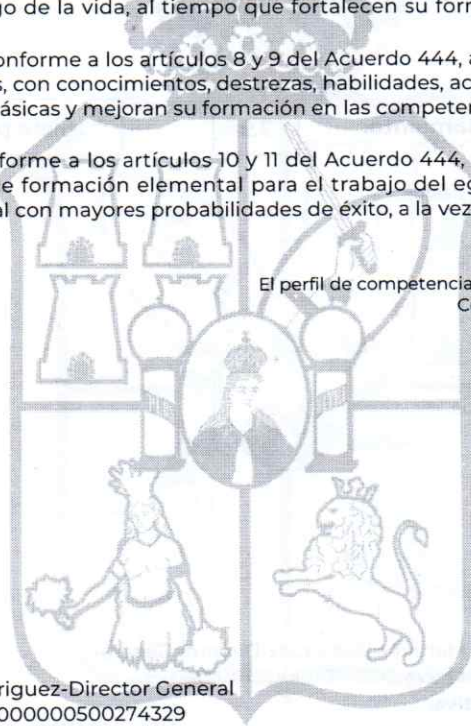 go de la vida, al tiempo que fortalecen su form
onforme a los artículos 8 y 9 del Acuerdo 444, a
s, con conocimientos, destrezas, habilidades, ac
ásicas y mejoran su formación en las competen
forme a los artículos 10 y 11 del Acuerdo 444,
e formación elemental para el trabajo del eg
al con mayores probabilidades de éxito, a la vez
El perfil de competencia
C
riguez-Director General
000000500274329